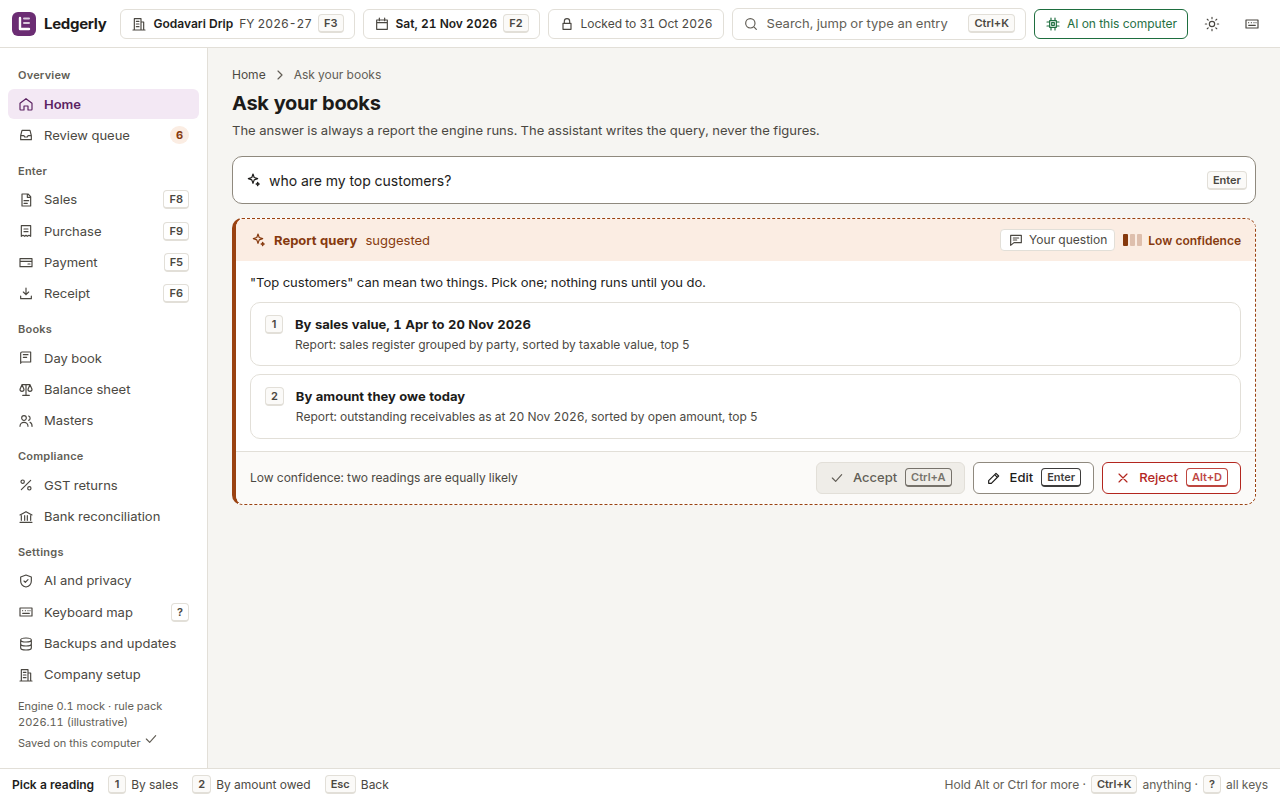 Ledgerly
Godavari Drip FY 2026-27 F3
Sat, 21 Nov 2026 F2
Locked to 31 Oct 2026
Search, jump or type an entry Ctrl+K
AI on this computer
Overview
Home
Review queue 6
Enter
Sales F8
Purchase F9
Payment F5
Receipt F6
Books
Day book
Balance sheet
Masters
Compliance
GST returns
Bank reconciliation
Settings
AI and privacy
Keyboard map ?
Backups and updates
Company setup
Engine 0.1 mock · rule pack
2026.11 (illustrative)
Saved on this computer
Home Ask your books
Ask your books
The answer is always a report the engine runs. The assistant writes the query, never the figures.
who are my top customers? Enter
Report query suggested Your question Low confidence
"Top customers" can mean two things. Pick one; nothing runs until you do.
1 By sales value, 1 Apr to 20 Nov 2026
Report: sales register grouped by party, sorted by taxable value, top 5
2 By amount they owe today
Report: outstanding receivables as at 20 Nov 2026, sorted by open amount, top 5
Low confidence: two readings are equally likely Accept Ctrl+A Edit Enter Reject Alt+D
Pick a reading 1 By sales 2 By amount owed Esc Back Hold Alt or Ctrl for more · Ctrl+K anything · ? all keys